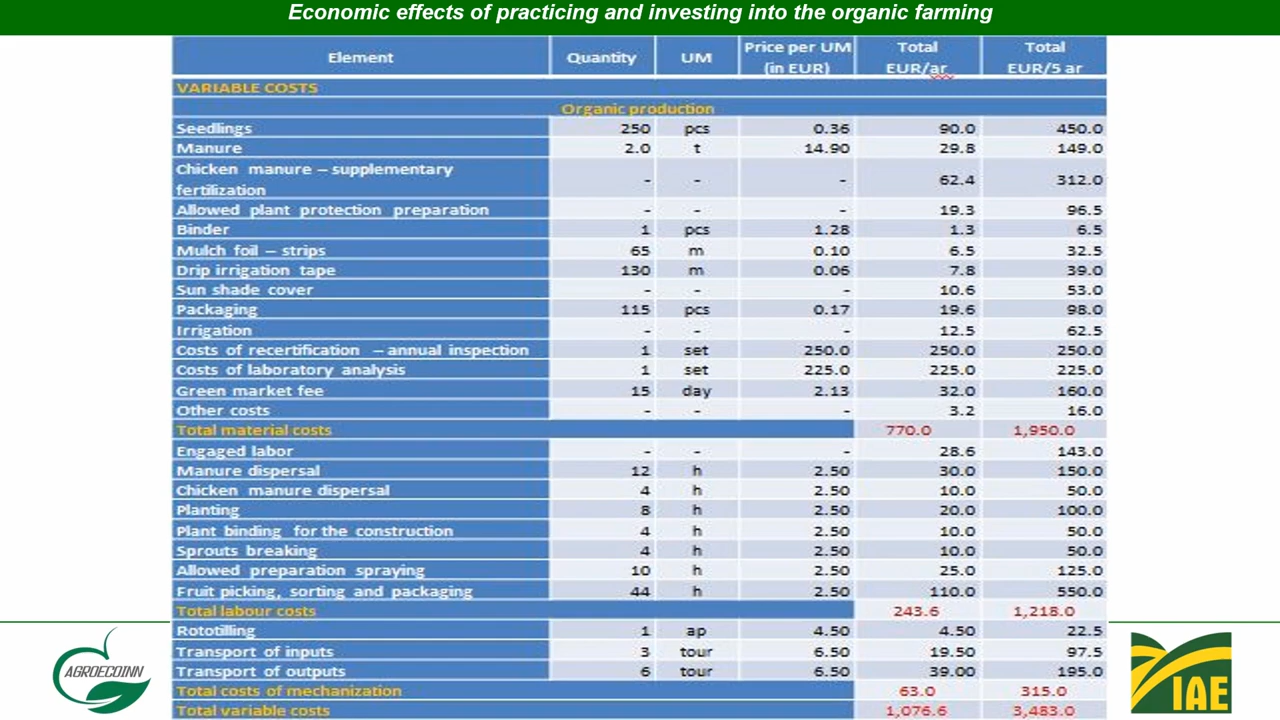 Economic effects of practicing and investing into the organic farming
Element Quantity UM Price per UM (in EUR) Total EUR/ar Total EUR/5 ar
VARIABLE COSTS
Organic production
Seedlings 250 pcs 0.36 90.0 450.0
Manure 2.0 t 14.90 29.8 149.0
Chicken manure – supplementary
fertilization - - - 62.4 312.0
Allowed plant protection preparation - - - 19.3 96.5
Binder 1 pcs 1.28 1.3 6.5
Mulch foil – strips 65 m 0.10 6.5 32.5
Drip irrigation tape 130 m 0.06 7.8 39.0
Sun shade cover - - - 10.6 53.0
Packaging 115 pcs 0.17 19.6 98.0
Irrigation - - - 12.5 62.5
Costs of recertification – annual inspection 1 set 250.0 250.0 250.0
Costs of laboratory analysis 1 set 225.0 225.0 225.0
Green market fee 15 day 2.13 32.0 160.0
Other costs - - - 3.2 16.0
Total material costs 770.0 1,950.0
Engaged labor - - - 28.6 143.0
Manure dispersal 12 h 2.50 30.0 150.0
Chicken manure dispersal 4 h 2.50 10.0 50.0
Planting 8 h 2.50 20.0 100.0
Plant binding for the construction 4 h 2.50 10.0 50.0
Sprouts breaking 4 h 2.50 10.0 50.0
Allowed preparation spraying 10 h 2.50 25.0 125.0
Fruit picking, sorting and packaging 44 h 2.50 110.0 550.0
Total labour costs 243.6 1,218.0
Rototilling 1 ap 4.50 4.50 22.5
Transport of inputs 3 tour 6.50 19.50 97.5
Transport of outputs 6 tour 6.50 39.00 195.0
Total costs of mechanization 63.0 315.0
Total variable costs 1,076.6 3,483.0
AGROECOINN
IAE